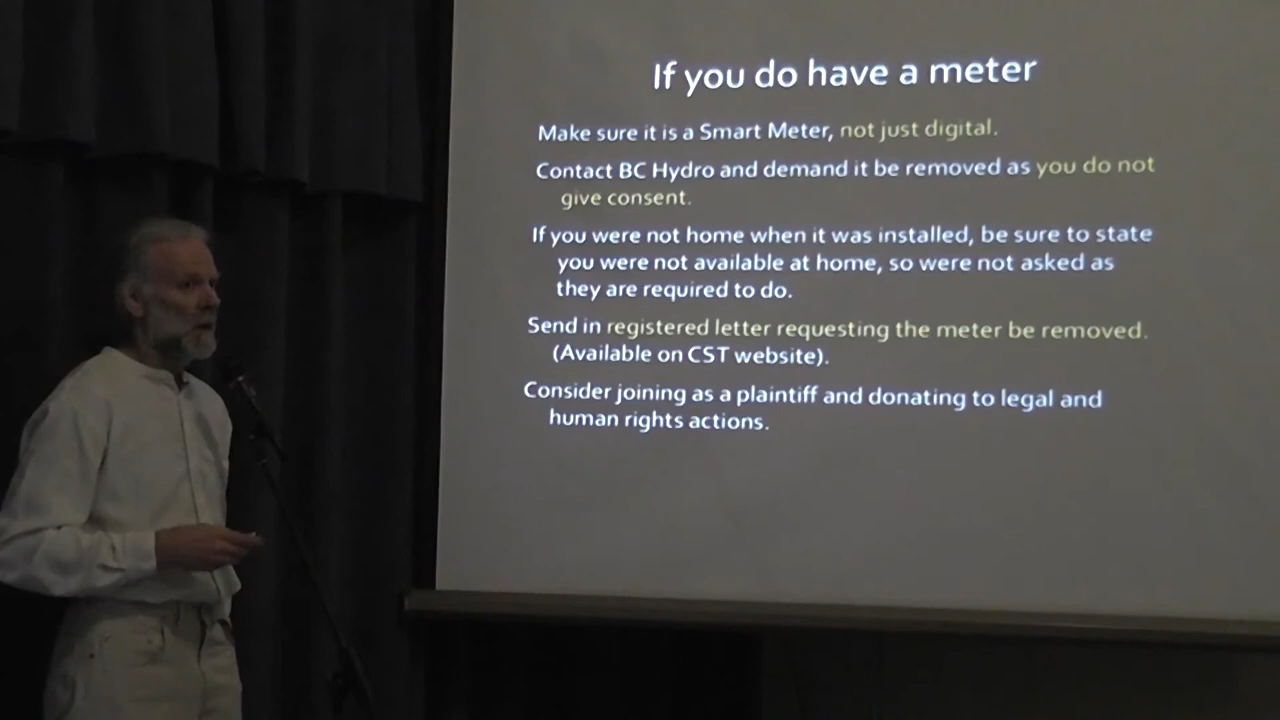 If you do have a meter
Make sure it is a Smart Meter, not just digital.
Contact BC Hydro and demand it be removed as you do not
give consent.
If you were not home when it was installed, be sure to state
you were not available at home, so were not asked as
they are required to do.
Send in registered letter requesting the meter be removed.
(Available on CST website).
Consider joining as a plaintiff and donating to legal and
human rights actions.